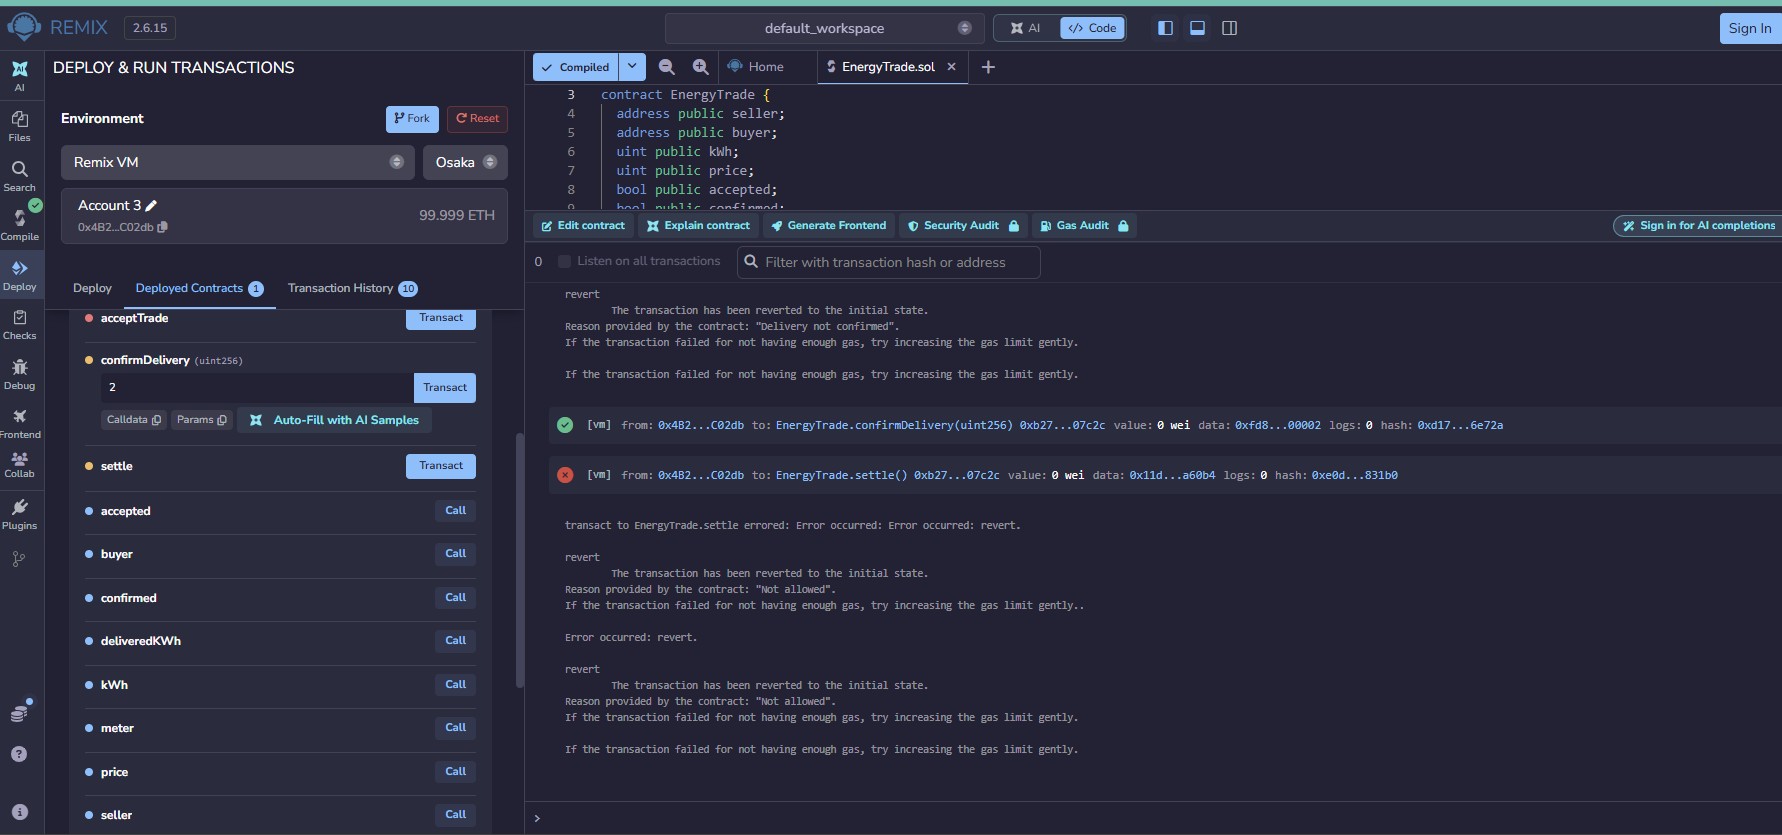 REMIX 2.6.15 default_workspace AI </> Code Sign In
AI
Files
Search
Compile
Deploy
Checks
Debug
Frontend
Collab
Plugins
DEPLOY & RUN TRANSACTIONS
Environment Fork Reset
Remix VM Osaka
Account 3
0x4B2...C02db 99.999 ETH
Deploy Deployed Contracts 1 Transaction History 10
acceptTrade Transact
confirmDelivery (uint256)
2 Transact
Calldata Params Auto-Fill with AI Samples
settle Transact
accepted Call
buyer Call
confirmed Call
deliveredKWh Call
kWh Call
meter Call
price Call
seller Call
Compiled Home EnergyTrade.sol
3 contract EnergyTrade {
4 address public seller;
5 address public buyer;
6 uint public kWh;
7 uint public price;
8 bool public accepted;
9 bool public confirmed;
Edit contract Explain contract Generate Frontend Security Audit Gas Audit Sign in for AI completions
0 Listen on all transactions Filter with transaction hash or address
revert
The transaction has been reverted to the initial state.
Reason provided by the contract: "Delivery not confirmed".
If the transaction failed for not having enough gas, try increasing the gas limit gently.
If the transaction failed for not having enough gas, try increasing the gas limit gently.
[vm] from: 0x4B2...C02db to: EnergyTrade.confirmDelivery(uint256) 0xb27...07c2c value: 0 wei data: 0xfd8...00002 logs: 0 hash: 0xd17...6e72a
[vm] from: 0x4B2...C02db to: EnergyTrade.settle() 0xb27...07c2c value: 0 wei data: 0x11d...a60b4 logs: 0 hash: 0xe0d...831b0
transact to EnergyTrade.settle errored: Error occurred: Error occurred: revert.
revert
The transaction has been reverted to the initial state.
Reason provided by the contract: "Not allowed".
If the transaction failed for not having enough gas, try increasing the gas limit gently..
Error occurred: revert.
revert
The transaction has been reverted to the initial state.
Reason provided by the contract: "Not allowed".
If the transaction failed for not having enough gas, try increasing the gas limit gently.
If the transaction failed for not having enough gas, try increasing the gas limit gently.
>